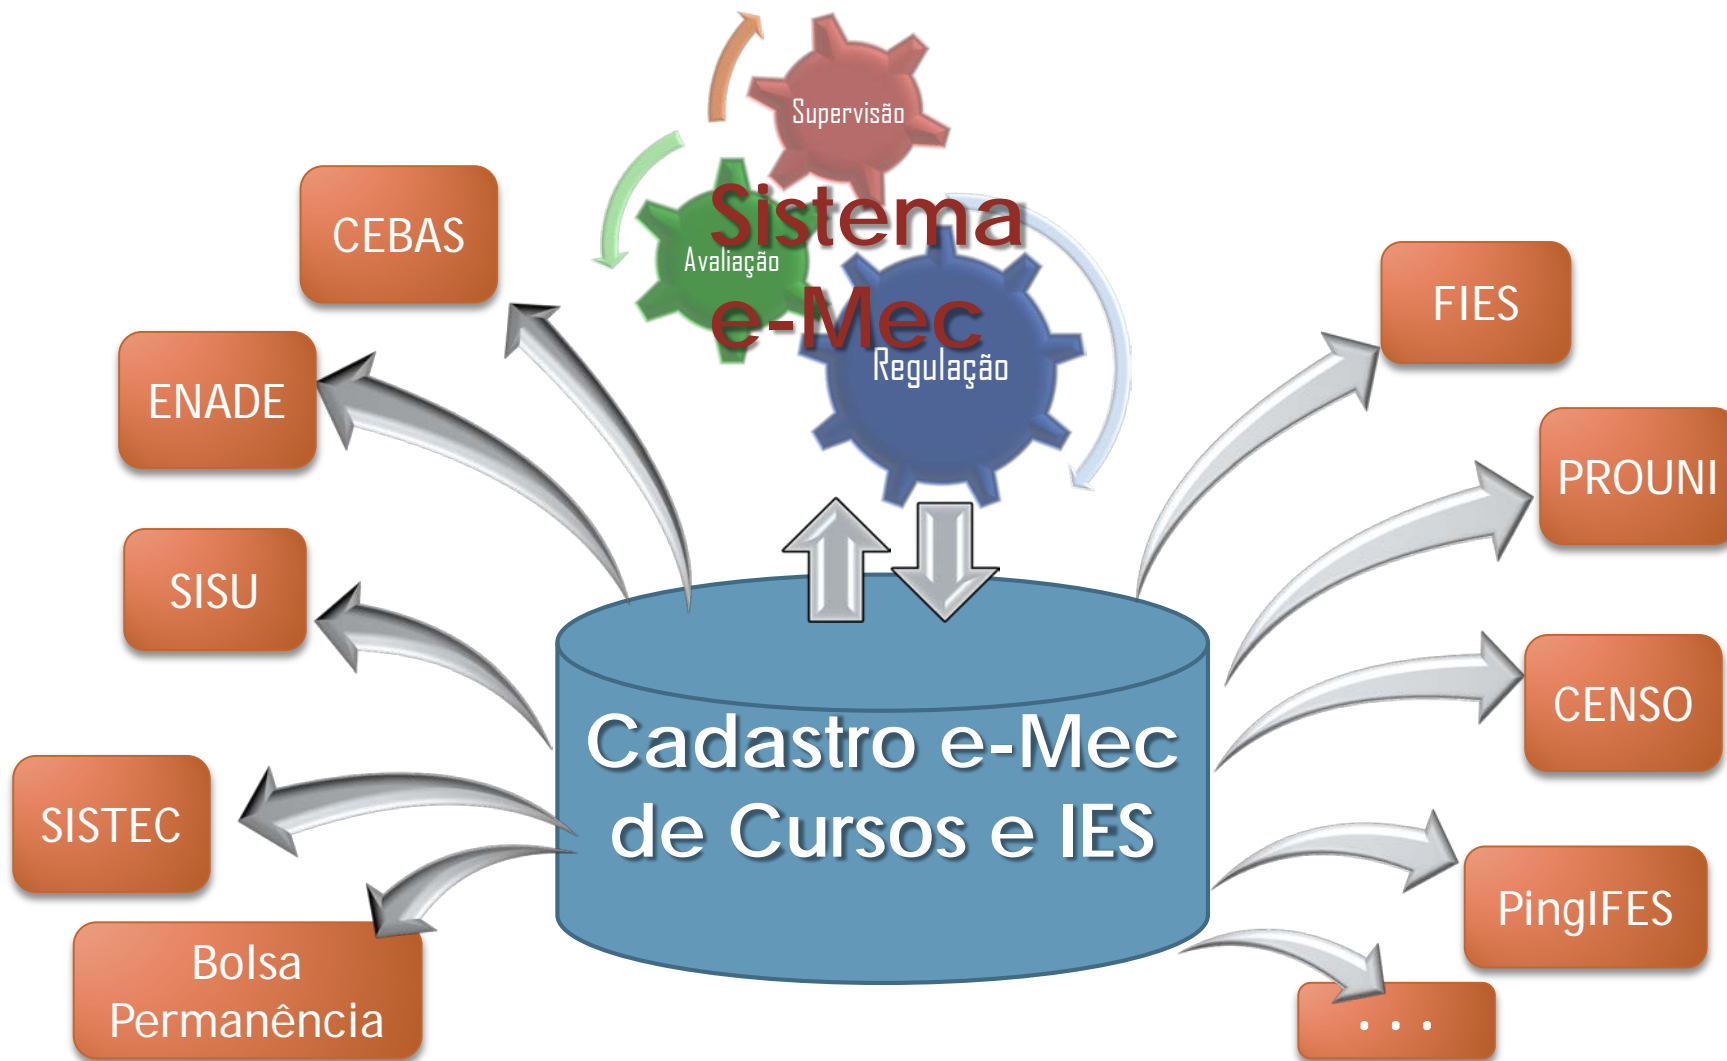 Supervisão
Sistema
e-Mec
Avaliação
Regulação
CEBAS
ENADE
SISU
SISTEC
Bolsa
Permanência
FIES
PROUNI
CENSO
PingIFES
. . .
Cadastro e-Mec
de Cursos e IES